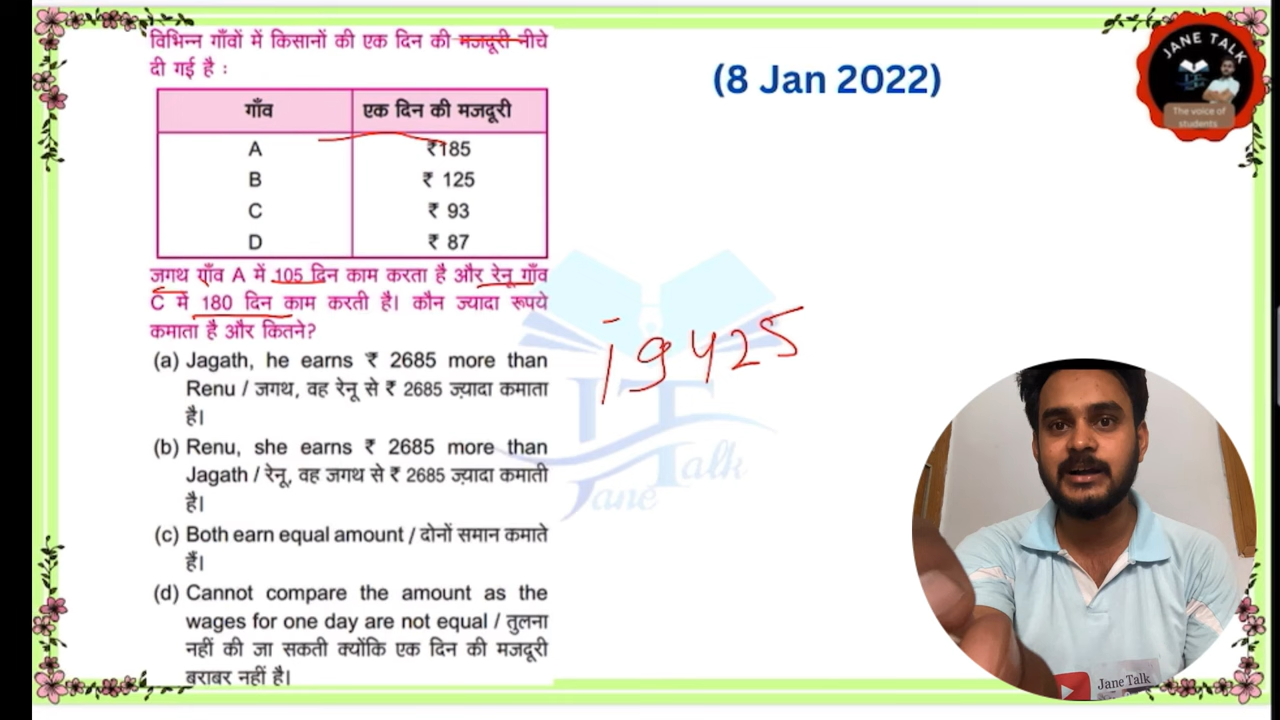 विभिन्न गाँवों में किसानों की एक दिन की मजदूरी नीचे
दी गई है :
गाँव एक दिन की मजदूरी
A ₹185
B ₹ 125
C ₹ 93
D ₹ 87
जगथ गाँव A में 105 दिन काम करता है और रेनू गाँव
C में 180 दिन काम करती है। कौन ज्यादा रूपये
कमाता है और कितने?
(a) Jagath, he earns ₹ 2685 more than
Renu / जगथ, वह रेनू से ₹ 2685 ज़्यादा कमाता
है।
(b) Renu, she earns ₹ 2685 more than
Jagath / रेनू, वह जगथ से ₹ 2685 ज़्यादा कमाती
है।
(c) Both earn equal amount / दोनों समान कमाते
हैं।
(d) Cannot compare the amount as the
wages for one day are not equal / तुलना
नहीं की जा सकती क्योंकि एक दिन की मजदूरी
बराबर नहीं है।
(8 Jan 2022)
JANE TALK
The voice of
students
19425
JT
Jane Talk
Jane Talk